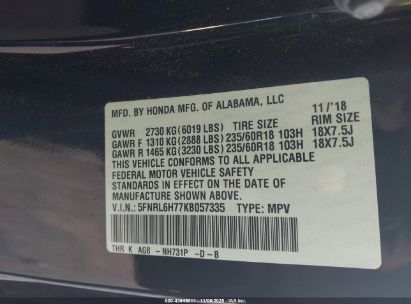 MFD. BY HONDA MFG. OF ALABAMA, LLC 11/'18
GVWR 2730 KG(6019 LBS) TIRE SIZE RIM SIZE
GAWR F 1310 KG(2888 LBS) 235/60R18 103H 18X7.5J
GAWR R 1465 KG(3230 LBS) 235/60R18 103H 18X7.5J
THIS VEHICLE CONFORMS TO ALL APPLICABLE
FEDERAL MOTOR VEHICLE SAFETY
STANDARDS IN EFFECT ON THE DATE OF
MANUFACTURE SHOWN ABOVE.
V.I.N: 5FNRL6H77KB057335 TYPE: MPV
THR K AG8 - NH731P -D-B